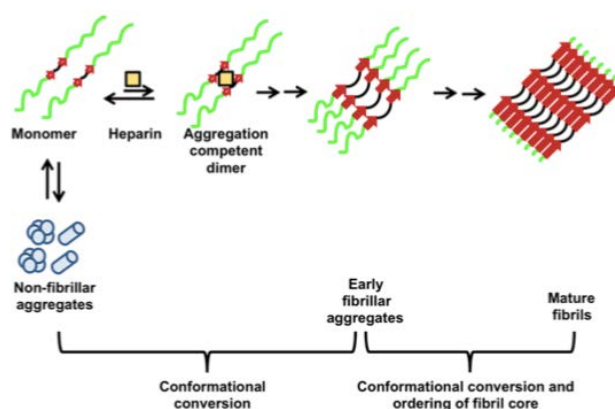 Monomer
Heparin
Aggregation
competent
dimer
Non-fibrillar
aggregates
Early
fibrillar
aggregates
Mature
fibrils
Conformational
conversion
Conformational conversion and
ordering of fibril core